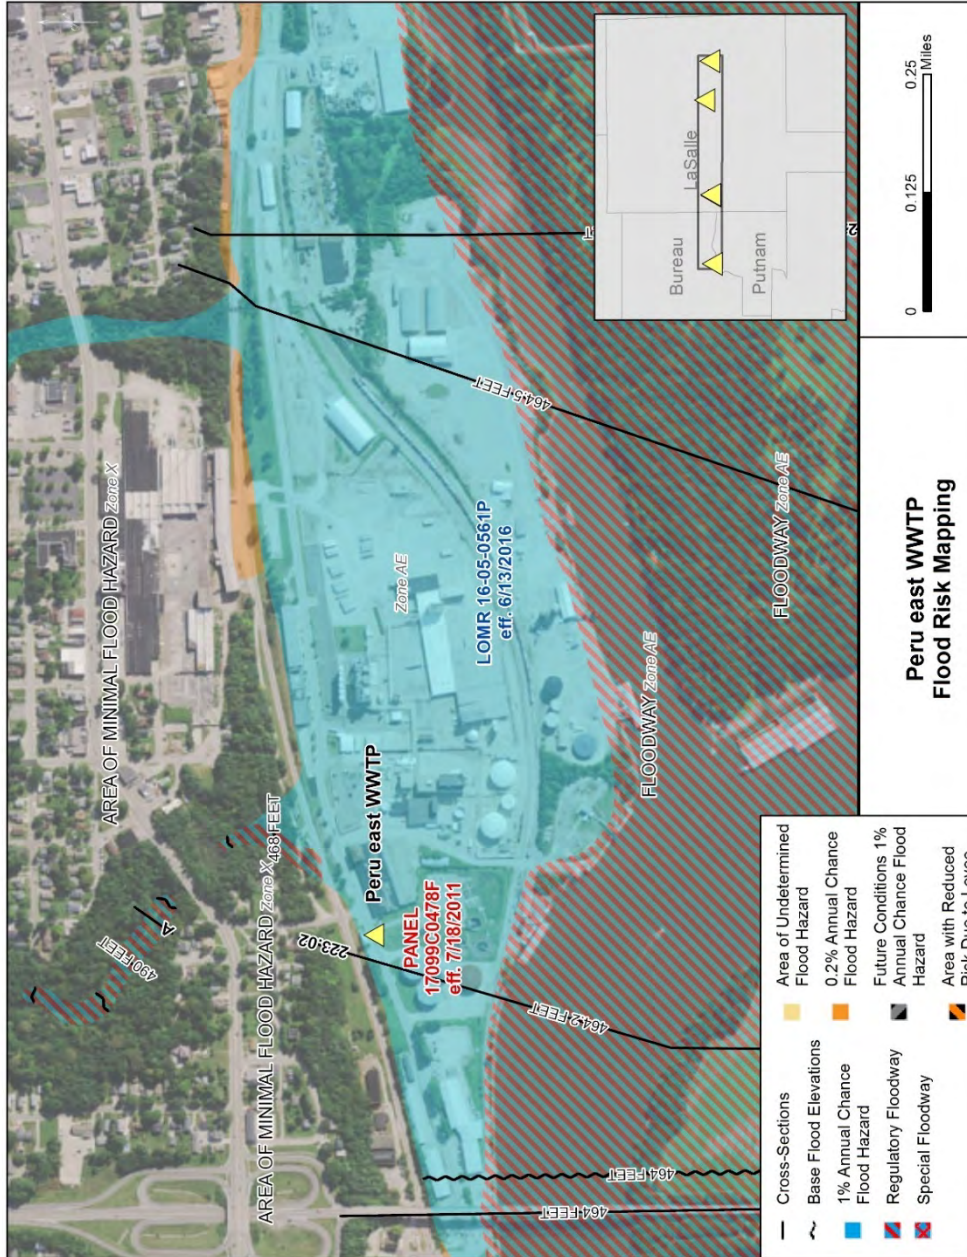 AREA OF MINIMAL FLOOD HAZARD Zone X
490 FEET
A
AREA OF MINIMAL FLOOD HAZARD Zone X
468 FEET
223.02
Peru east WWTP
PANEL
17099C0478F
eff. 7/18/2011
Zone AE
LOMR 16-05-0561P
eff. 6/13/2016
464.5 FEET
464.2 FEET
464 FEET
464 FEET
FLOODWAY Zone AE
FLOODWAY Zone AE
Bureau
LaSalle
Putnam
Cross-Sections
Base Flood Elevations
1% Annual Chance
Flood Hazard
Regulatory Floodway
Special Floodway
Area of Undetermined
Flood Hazard
0.2% Annual Chance
Flood Hazard
Future Conditions 1%
Annual Chance Flood
Hazard
Area with Reduced
Risk Due to Levee
Peru east WWTP
Flood Risk Mapping
0
0.125
0.25
Miles